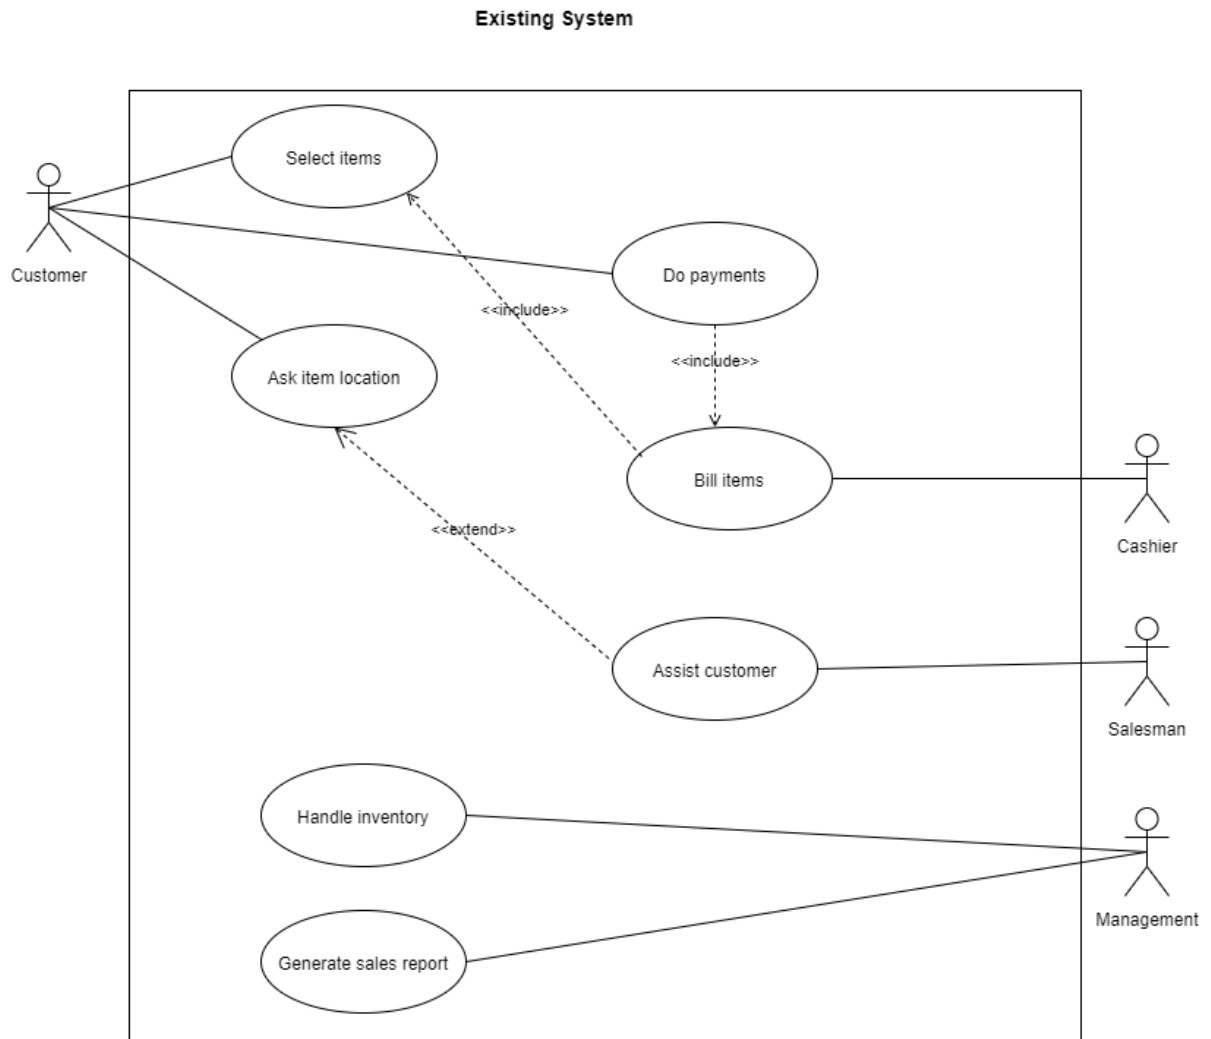 Existing System
Select items
Customer
Do payments
<<include>>
<<include>>
Ask item location
Bill items
Cashier
<<extend>>
Assist customer
Salesman
Handle inventory
Management
Generate sales report